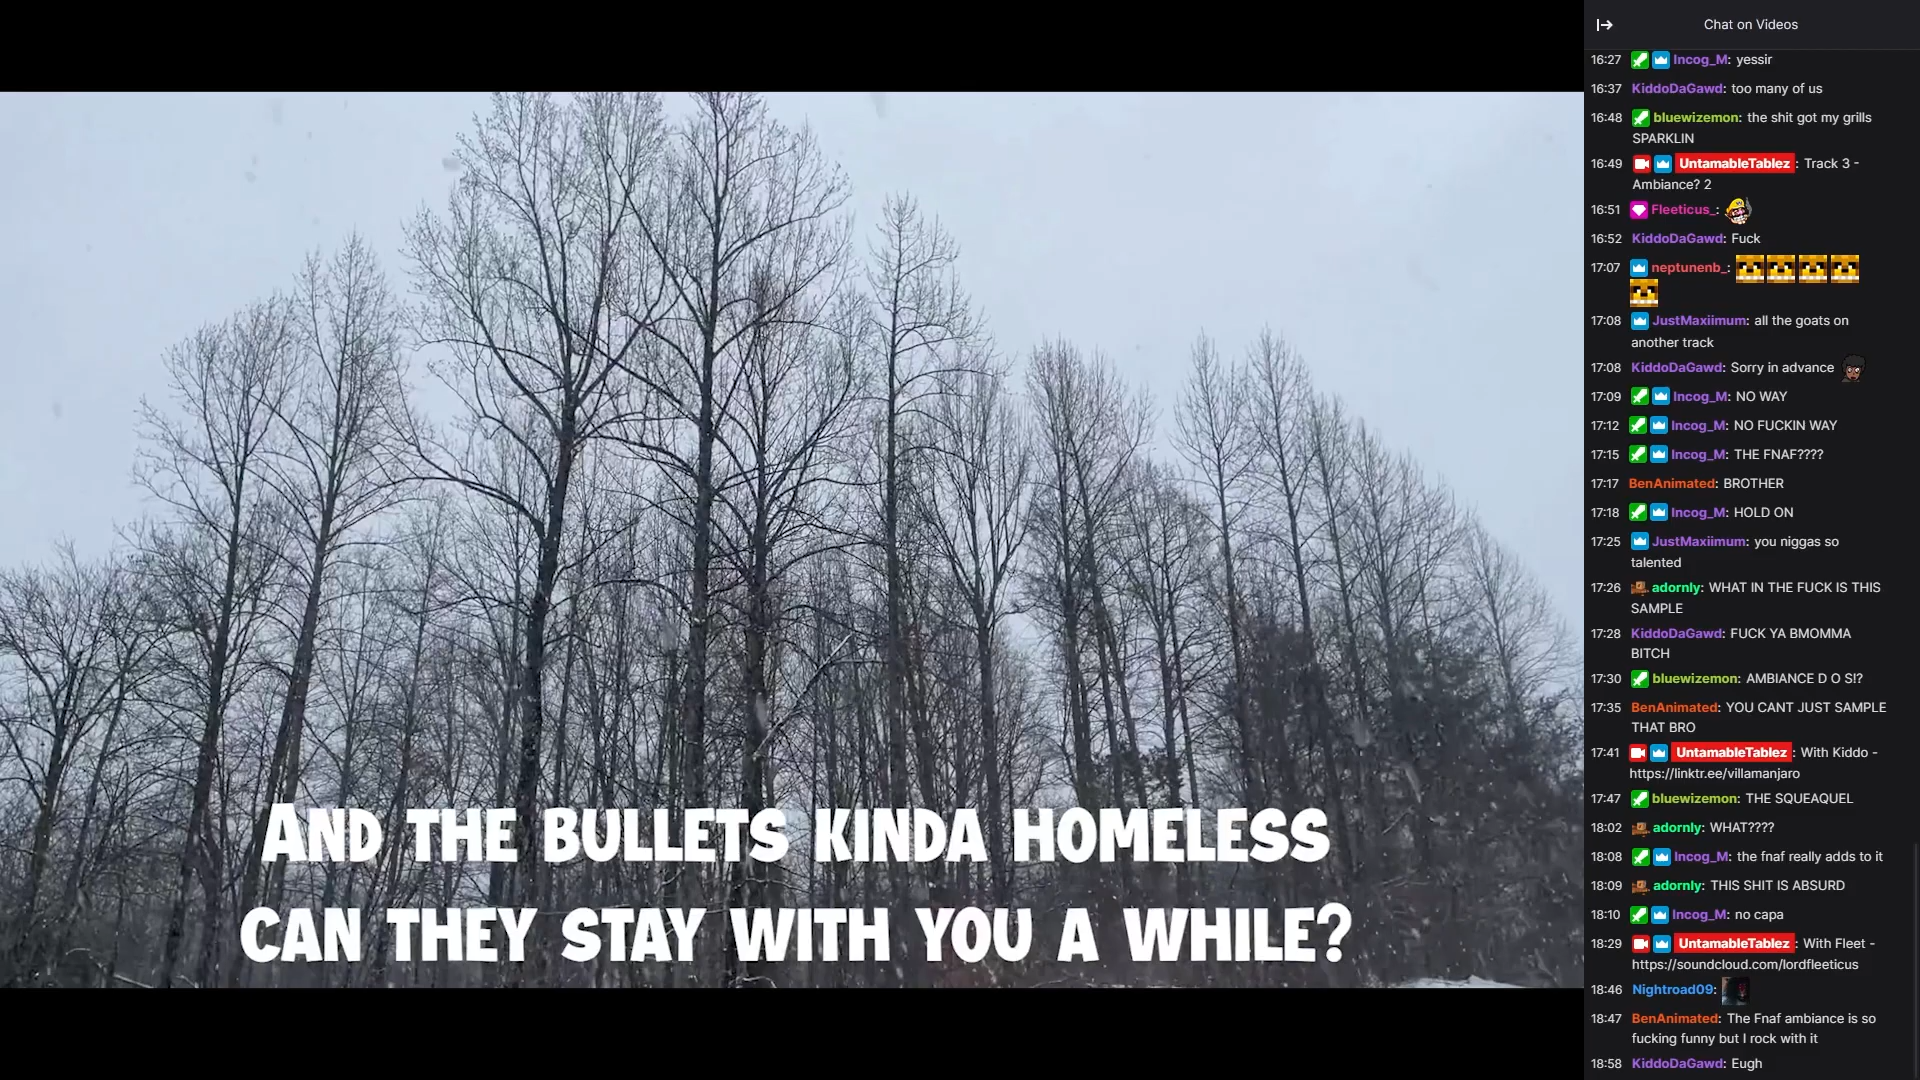 AND THE BULLETS KINDA HOMELESS
CAN THEY STAY WITH YOU A WHILE?
Chat on Videos
16:27 Incog_M: yessir
16:37 KiddoDaGawd: too many of us
16:48 bluewizemon: the shit got my grills
SPARKLIN
16:49 UntamableTablez : Track 3 -
Ambiance? 2
16:51 Fleeticus_:
16:52 KiddoDaGawd: Fuck
17:07 neptunenb_:
17:08 JustMaxiimum: all the goats on
another track
17:08 KiddoDaGawd: Sorry in advance
17:09 Incog_M: NO WAY
17:12 Incog_M: NO FUCKIN WAY
17:15 Incog_M: THE FNAF????
17:17 BenAnimated: BROTHER
17:18 Incog_M: HOLD ON
17:25 JustMaxiimum: you niggas so
talented
17:26 adornly: WHAT IN THE FUCK IS THIS
SAMPLE
17:28 KiddoDaGawd: FUCK YA BMOMMA
BITCH
17:30 bluewizemon: AMBIANCE D O S!?
17:35 BenAnimated: YOU CANT JUST SAMPLE
THAT BRO
17:41 UntamableTablez : With Kiddo -
https://linktr.ee/villamanjaro
17:47 bluewizemon: THE SQUEAQUEL
18:02 adornly: WHAT????
18:08 Incog_M: the fnaf really adds to it
18:09 adornly: THIS SHIT IS ABSURD
18:10 Incog_M: no capa
18:29 UntamableTablez : With Fleet -
https://soundcloud.com/lordfleeticus
18:46 Nightroad09:
18:47 BenAnimated: The Fnaf ambiance is so
fucking funny but I rock with it
18:58 KiddoDaGawd: Eugh